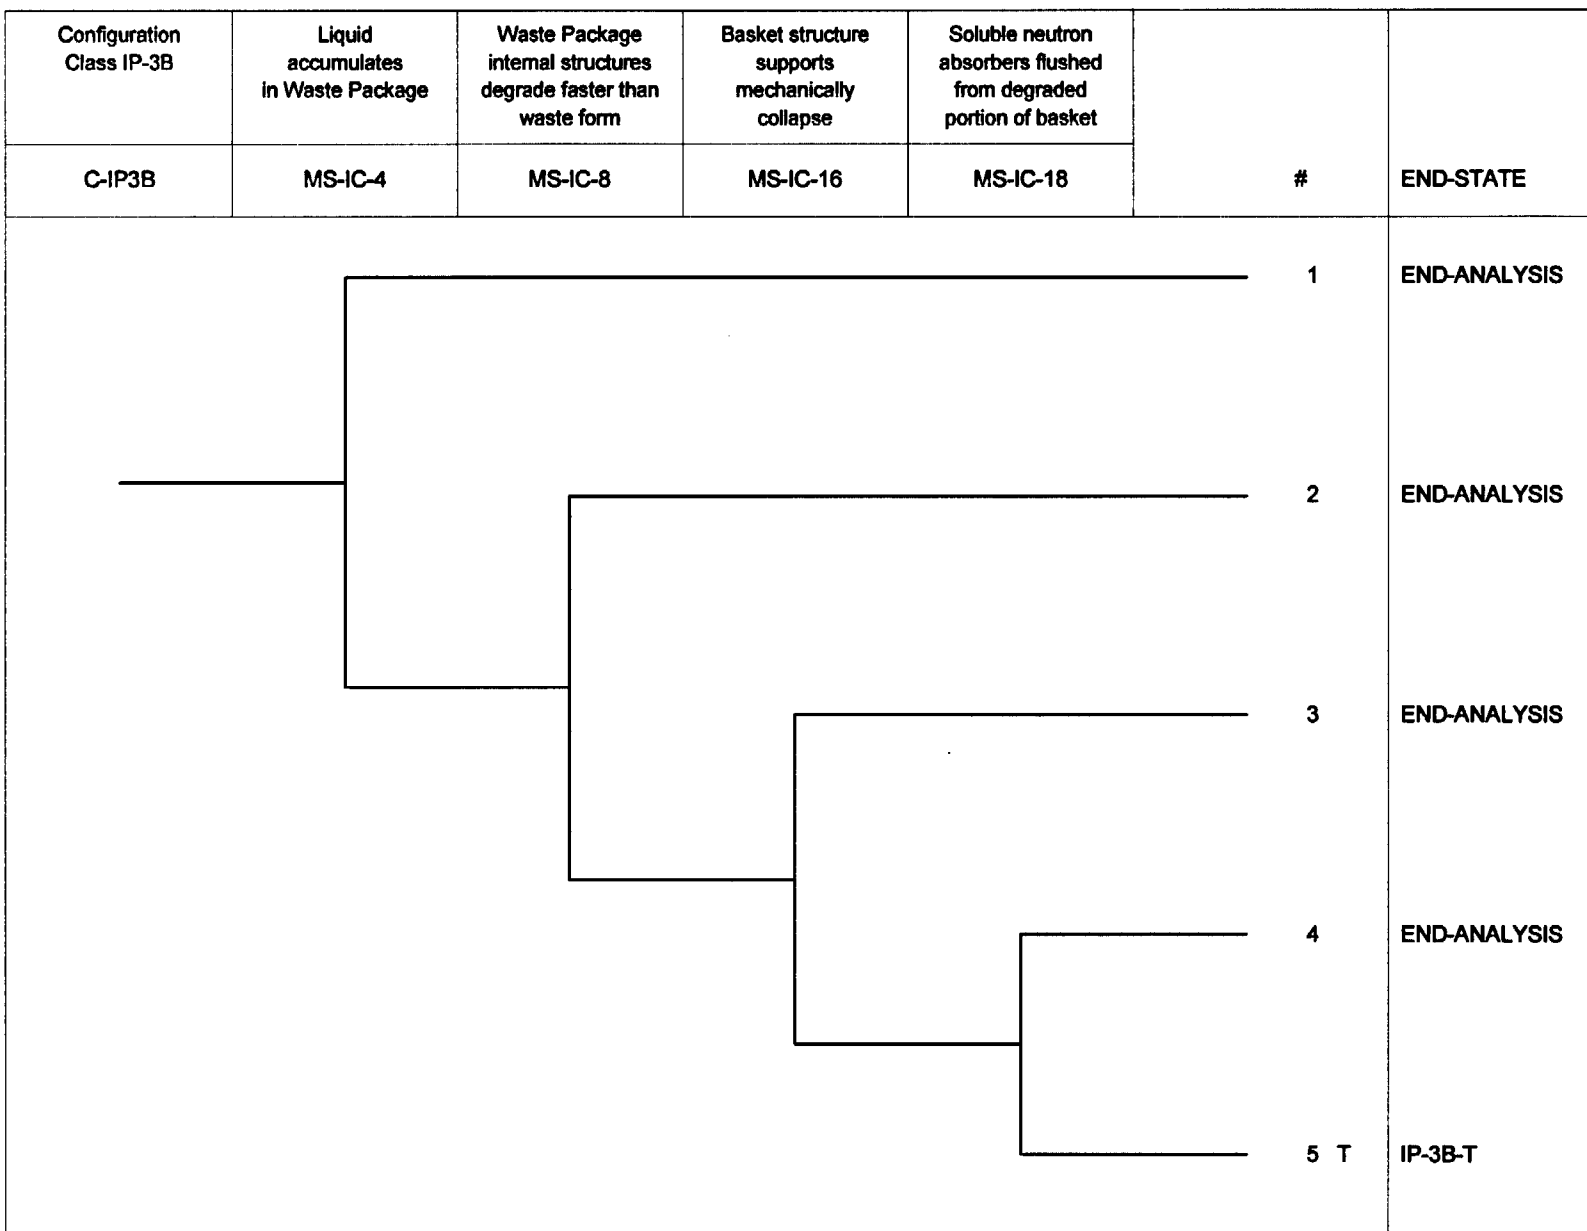 Configuration
Class IP-3B
Liquid
accumulates
in Waste Package
Waste Package
internal structures
degrade faster than
waste form
Basket structure
supports
mechanically
collapse
Soluble neutron
absorbers flushed
from degraded
portion of basket
C-IP3B MS-IC-4 MS-IC-8 MS-IC-16 MS-IC-18 # END-STATE
1 END-ANALYSIS
2 END-ANALYSIS
3 END-ANALYSIS
4 END-ANALYSIS
5 T IP-3B-T